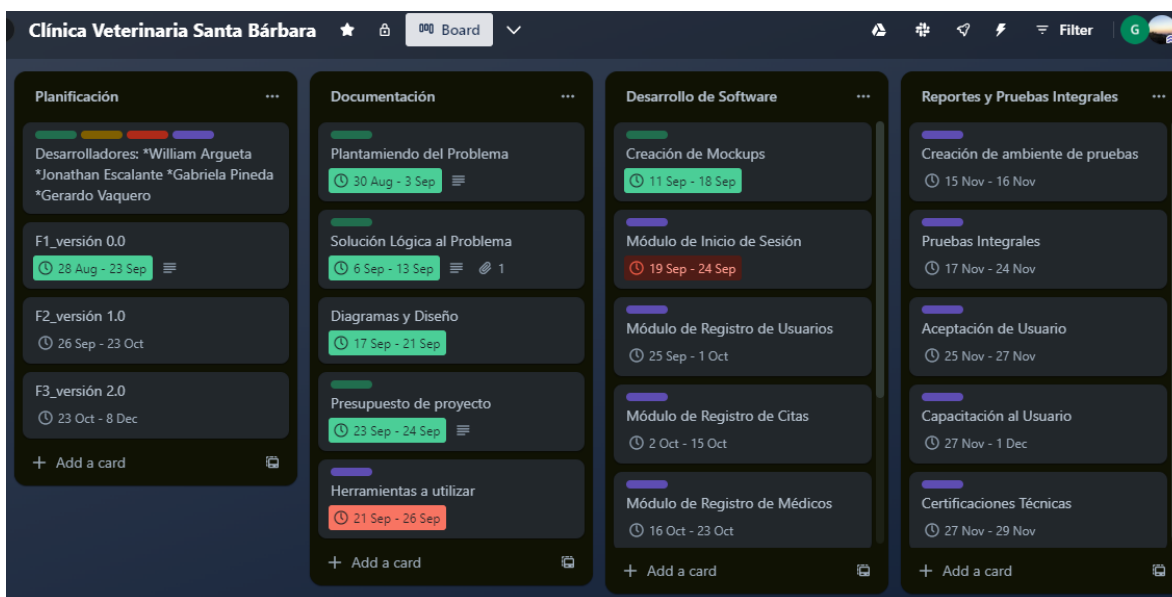 Clínica Veterinaria Santa Bárbara
Board
Filter
G
Planificación
Desarrolladores: *William Argueta
*Jonathan Escalante *Gabriela Pineda
*Gerardo Vaquero
F1_versión 0.0
28 Aug - 23 Sep
F2_versión 1.0
26 Sep - 23 Oct
F3_versión 2.0
23 Oct - 8 Dec
+ Add a card
Documentación
Plantamiendo del Problema
30 Aug - 3 Sep
Solución Lógica al Problema
6 Sep - 13 Sep
1
Diagramas y Diseño
17 Sep - 21 Sep
Presupuesto de proyecto
23 Sep - 24 Sep
Herramientas a utilizar
21 Sep - 26 Sep
+ Add a card
Desarrollo de Software
Creación de Mockups
11 Sep - 18 Sep
Módulo de Inicio de Sesión
19 Sep - 24 Sep
Módulo de Registro de Usuarios
25 Sep - 1 Oct
Módulo de Registro de Citas
2 Oct - 15 Oct
Módulo de Registro de Médicos
16 Oct - 23 Oct
+ Add a card
Reportes y Pruebas Integrales
Creación de ambiente de pruebas
15 Nov - 16 Nov
Pruebas Integrales
17 Nov - 24 Nov
Aceptación de Usuario
25 Nov - 27 Nov
Capacitación al Usuario
27 Nov - 1 Dec
Certificaciones Técnicas
27 Nov - 29 Nov
+ Add a card